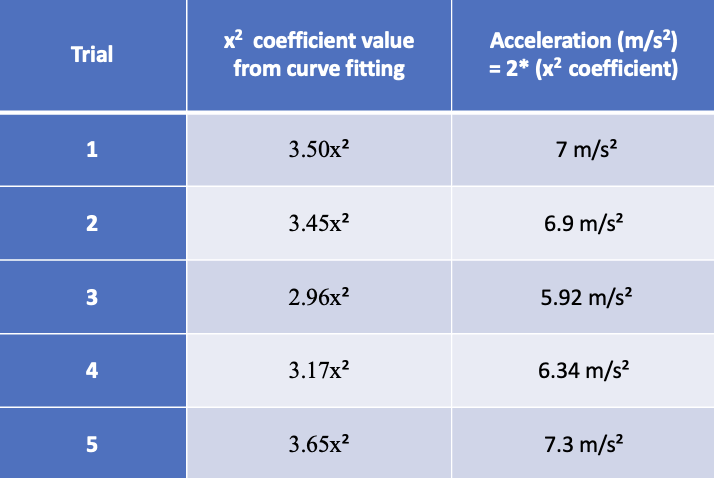 Trial
x² coefficient value
from curve fitting
Acceleration (m/s²)
= 2* (x² coefficient)
1
3.50x²
7 m/s²
2
3.45x²
6.9 m/s²
3
2.96x²
5.92 m/s²
4
3.17x²
6.34 m/s²
5
3.65x²
7.3 m/s²